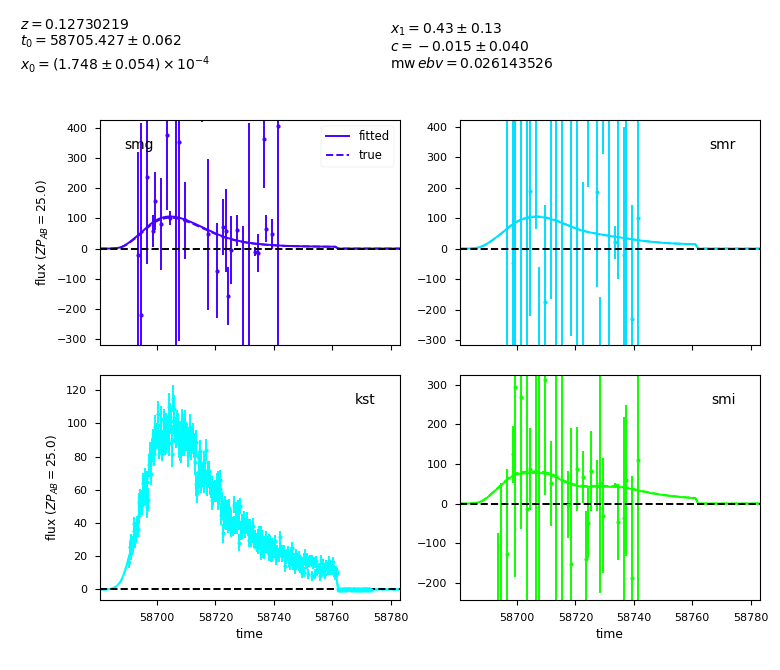 z = 0.12730219
t₀ = 58705.427 ± 0.062
x₀ = (1.748 ± 0.054) × 10⁻⁴
x₁ = 0.43 ± 0.13
c = −0.015 ± 0.040
mw ebv = 0.026143526
smg
fitted
true
400
300
200
100
0
−100
−200
−300
flux (ZP_AB = 25.0)
smr
400
300
200
100
0
−100
−200
−300
kst
120
100
80
60
40
20
0
flux (ZP_AB = 25.0)
58700 58720 58740 58760 58780
time
smi
300
200
100
0
−100
−200
58700 58720 58740 58760 58780
time